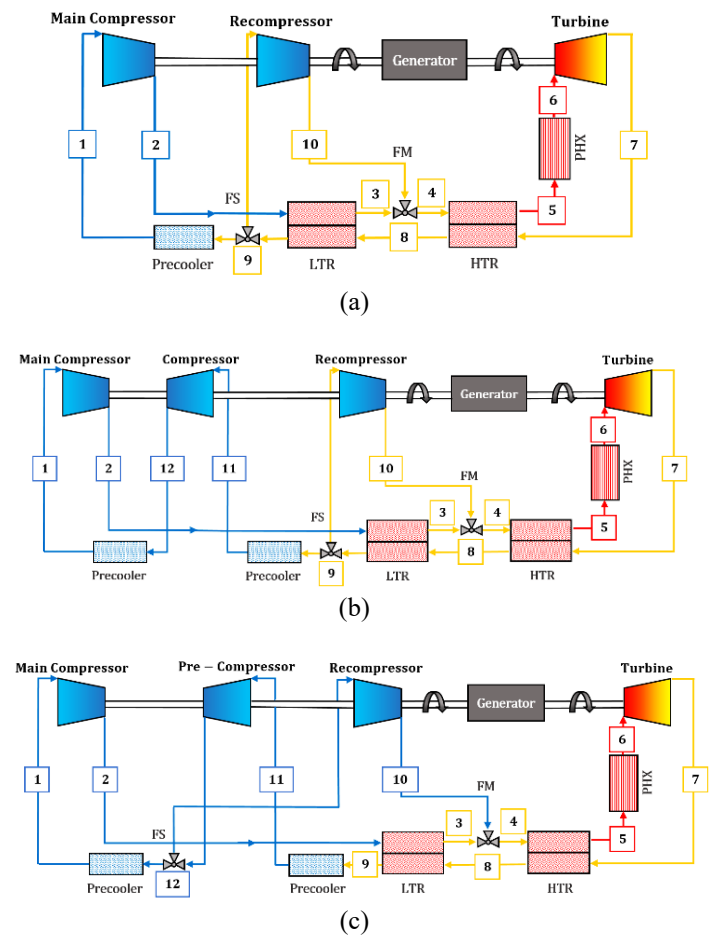 Main Compressor Recompressor Turbine
Generator
6
1 2 10 7
PHX
FM
FS 3 4
5
8
Precooler 9 LTR HTR
(a)
Main Compressor Compressor Recompressor Turbine
Generator
6
1 2 12 11 10 7
PHX
FM
FS 3 4
5
8
Precooler Precooler 9 LTR HTR
(b)
Main Compressor Pre – Compressor Recompressor Turbine
Generator
6
1 2 11 10 7
PHX
FM
FS 3 4
5
9 8
Precooler 12 Precooler LTR HTR
(c)